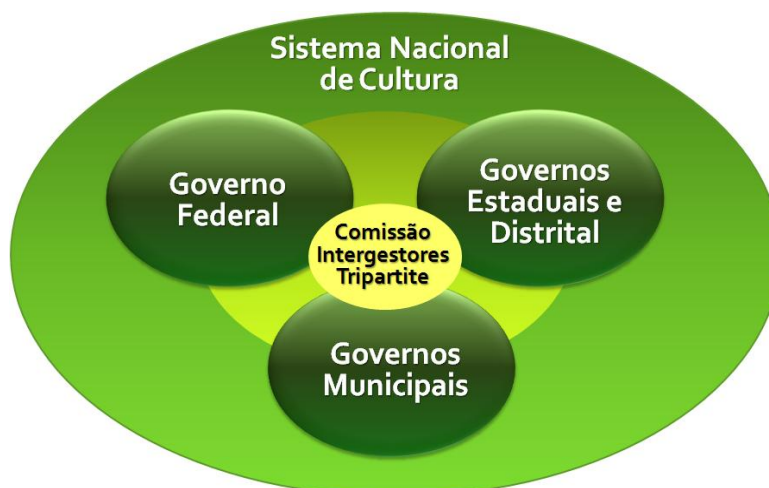 Sistema Nacional
de Cultura
Governo
Federal
Governos
Estaduais e
Distrital
Comissão
Intergestores
Tripartite
Governos
Municipais